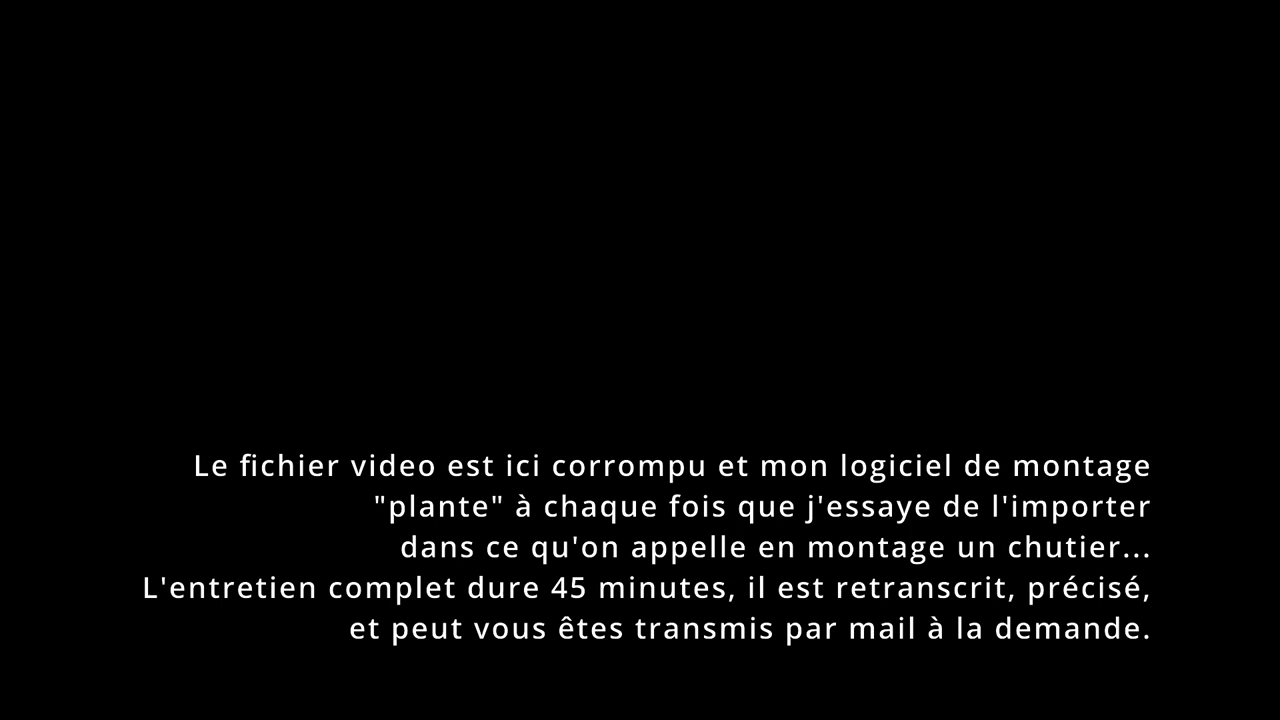 Le fichier video est ici corrompu et mon logiciel de montage
"plante" à chaque fois que j'essaye de l'importer
dans ce qu'on appelle en montage un chutier...
L'entretien complet dure 45 minutes, il est retranscrit, précisé,
et peut vous êtes transmis par mail à la demande.